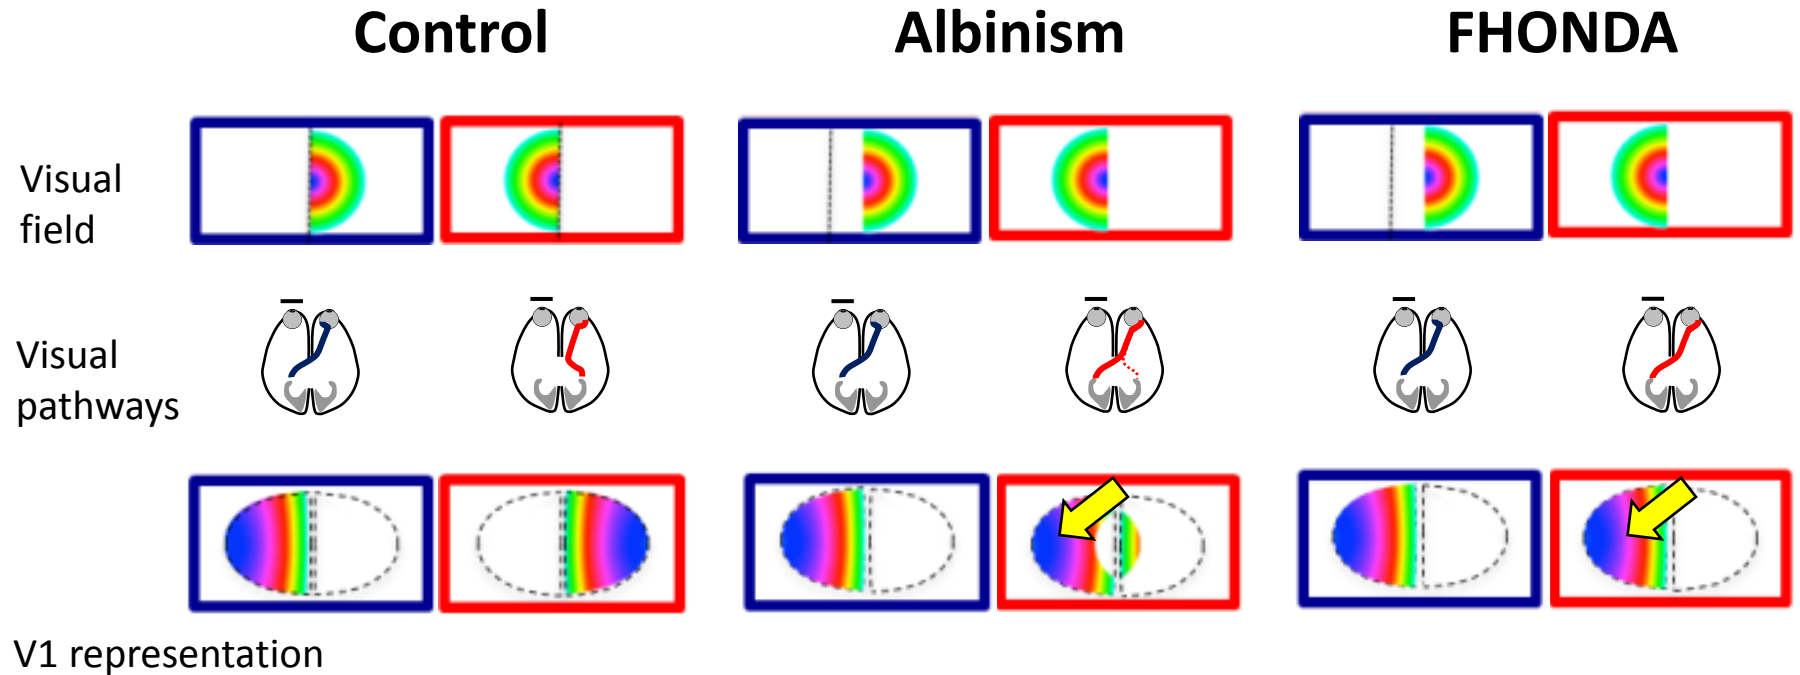 Control
Albinism
FHONDA
Visual
field
Visual
pathways
V1 representation